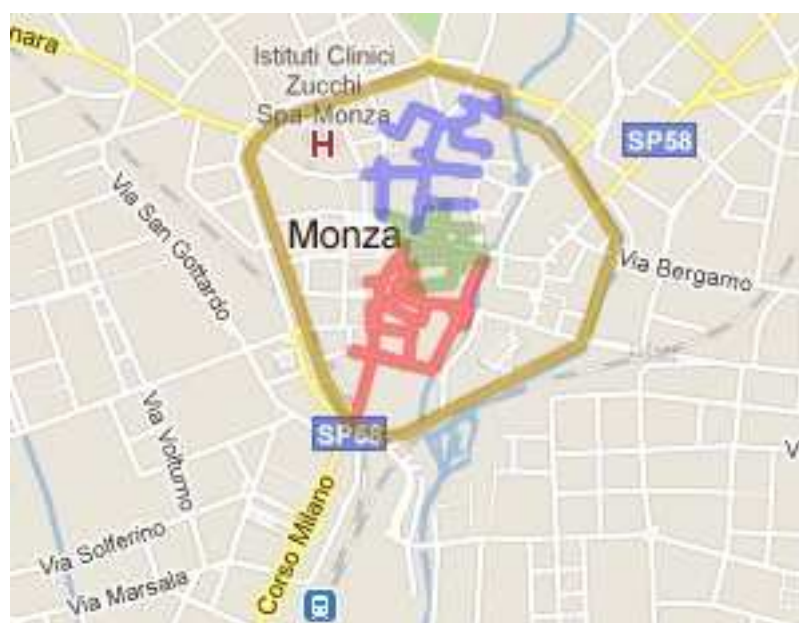 nara
Istituti Clinici
Zucchi
Spa-Monza
H
SP58
Via San Gottardo
Monza
Via Bergamo
Via Volturno
SP58
V
Corso Milano
Via Solferino
Via Marsala